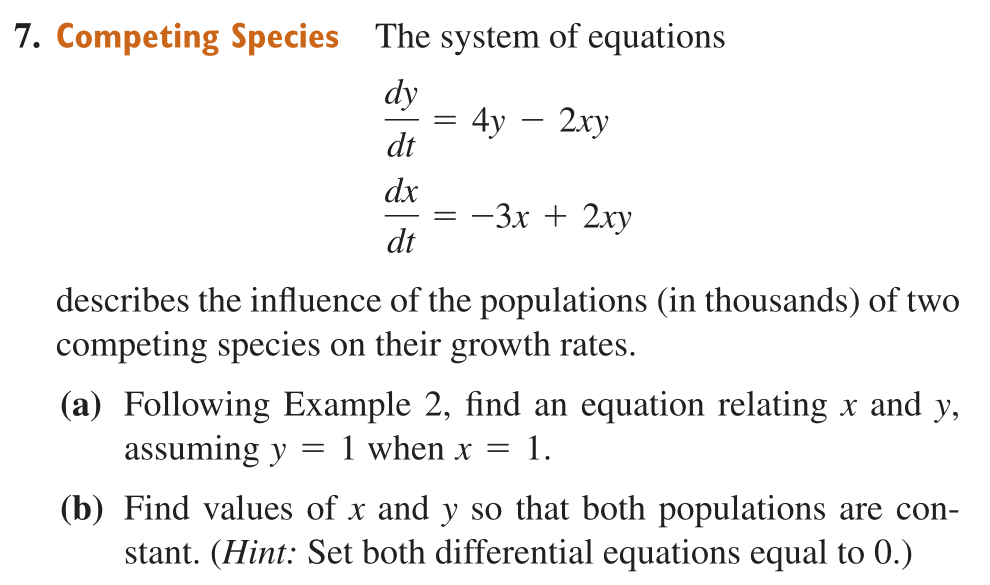 7. Competing Species The system of equations
dy/dt = 4y − 2xy
dx/dt = −3x + 2xy
describes the influence of the populations (in thousands) of two
competing species on their growth rates.
(a) Following Example 2, find an equation relating x and y,
assuming y = 1 when x = 1.
(b) Find values of x and y so that both populations are con-
stant. (Hint: Set both differential equations equal to 0.)